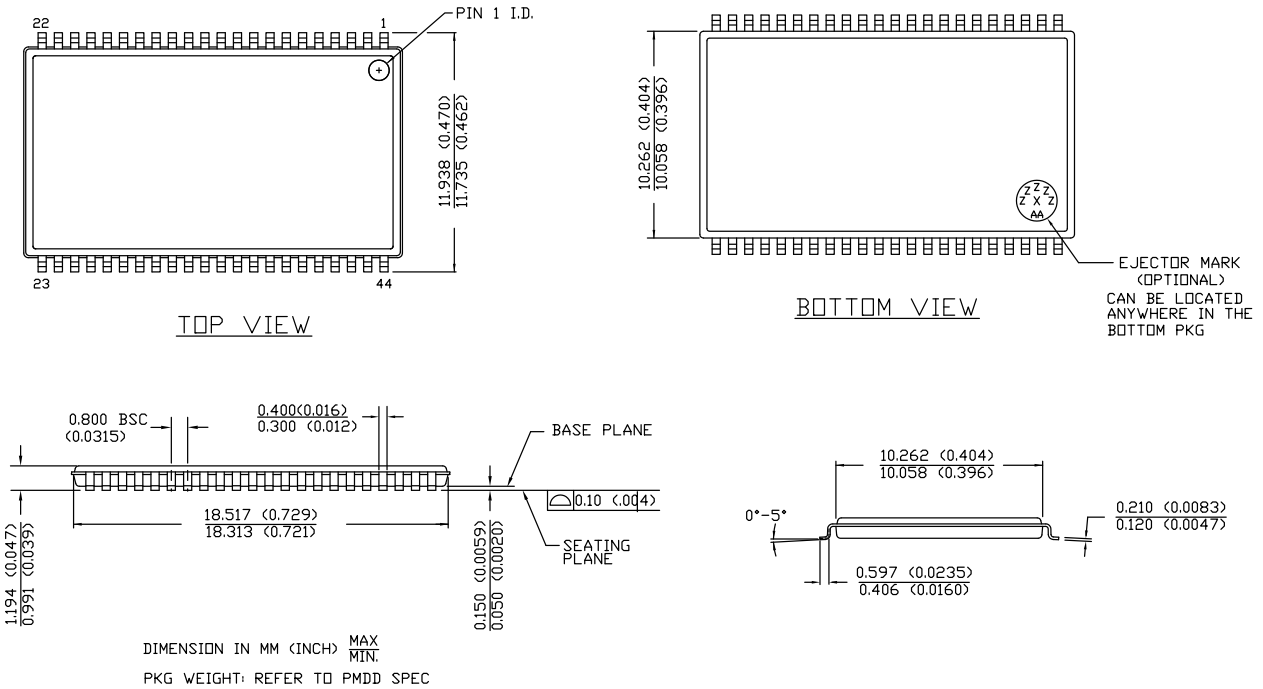 22
1
PIN 1 I.D.
11.938 (0.470)
11.735 (0.462)
23
44
TOP VIEW
10.262 (0.404)
10.058 (0.396)
Z Z Z
Z X Z
AA
EJECTOR MARK
(OPTIONAL)
CAN BE LOCATED
ANYWHERE IN THE
BOTTOM PKG
BOTTOM VIEW
0.800 BSC
(0.0315)
0.400(0.016)
0.300 (0.012)
BASE PLANE
0.10 (.004)
SEATING
PLANE
18.517 (0.729)
18.313 (0.721)
1.194 (0.047)
0.991 (0.039)
0.150 (0.0059)
0.050 (0.0020)
10.262 (0.404)
10.058 (0.396)
0°-5°
0.210 (0.0083)
0.120 (0.0047)
0.597 (0.0235)
0.406 (0.0160)
DIMENSION IN MM (INCH) MAX
MIN.
PKG WEIGHT: REFER TO PMDD SPEC